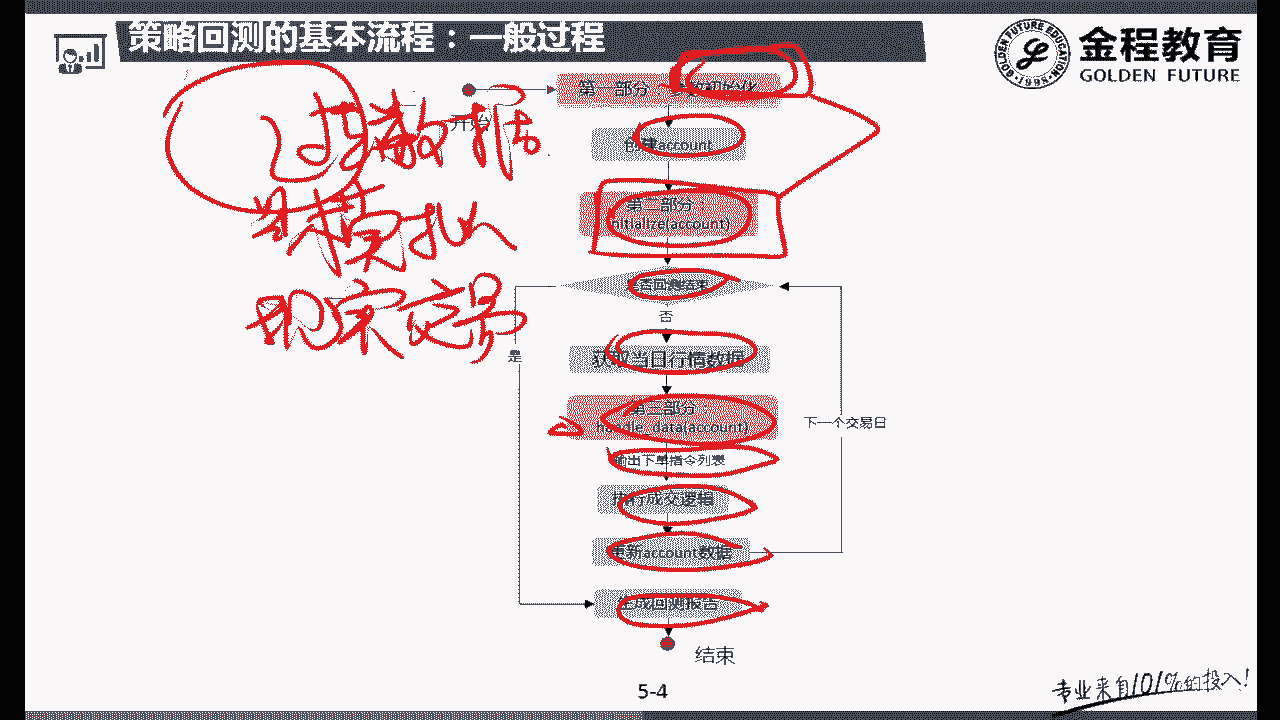 策略回测的基本流程：一般过程
金程教育
GOLDEN FUTURE
开始
第一部分：参数初始化
创建account
第二部分：
initialize(account)
是否回测结束
否
是
获取当日行情数据
第三部分：
handle_data(account)
下一个交易日
输出下单指令列表
执行成交逻辑
更新account数据
生成回测报告
结束
过去数据
模拟
现实交易
5-4
专业来自101%的投入!